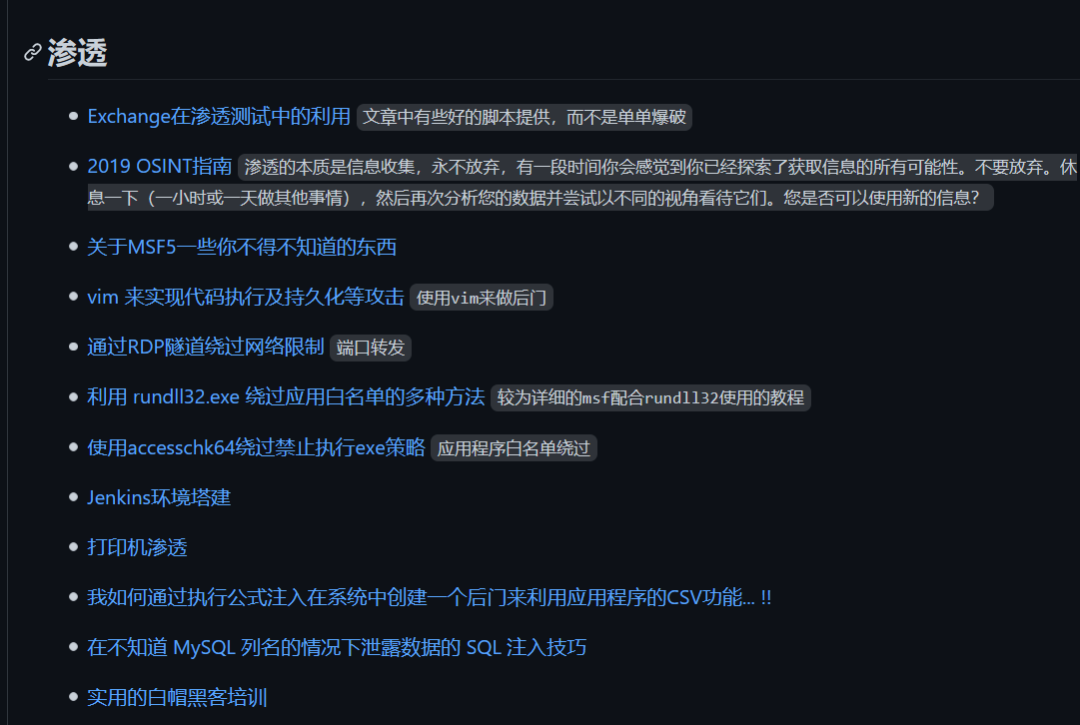 渗透
Exchange在渗透测试中的利用 文章中有些好的脚本提供，而不是单单爆破
2019 OSINT指南 渗透的本质是信息收集，永不放弃，有一段时间你会感觉到你已经探索了获取信息的所有可能性。不要放弃。休
息一下（一小时或一天做其他事情），然后再次分析您的数据并尝试以不同的视角看待它们。您是否可以使用新的信息？
关于MSF5一些你不得不知道的东西
vim 来实现代码执行及持久化等攻击 使用vim来做后门
通过RDP隧道绕过网络限制 端口转发
利用 rundll32.exe 绕过应用白名单的多种方法 较为详细的msf配合rundll32使用的教程
使用accesschk64绕过禁止执行exe策略 应用程序白名单绕过
Jenkins环境塔建
打印机渗透
我如何通过执行公式注入在系统中创建一个后门来利用应用程序的CSV功能... !!
在不知道 MySQL 列名的情况下泄露数据的 SQL 注入技巧
实用的白帽黑客培训